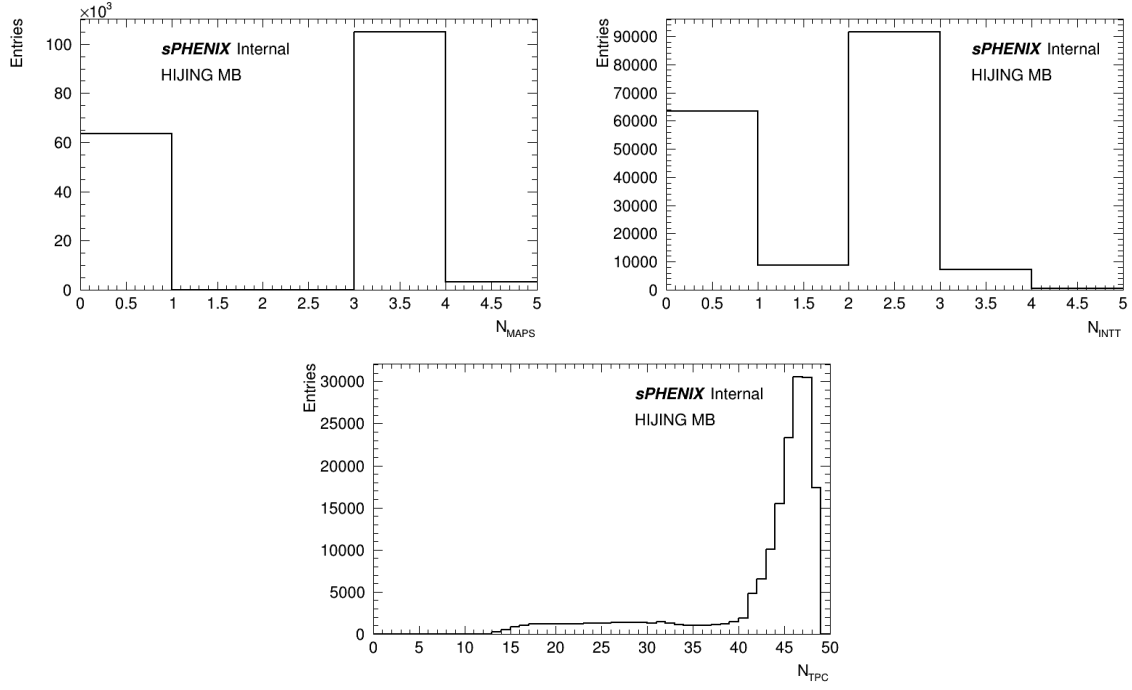 ×10³
Entries
100
80
60
40
20
0
sPHENIX Internal
HIJING MB
0 0.5 1 1.5 2 2.5 3 3.5 4 4.5 5
N_MAPS
Entries
90000
80000
70000
60000
50000
40000
30000
20000
10000
0
sPHENIX Internal
HIJING MB
0 0.5 1 1.5 2 2.5 3 3.5 4 4.5 5
N_INTT
Entries
30000
25000
20000
15000
10000
5000
0
sPHENIX Internal
HIJING MB
0 5 10 15 20 25 30 35 40 45 50
N_TPC